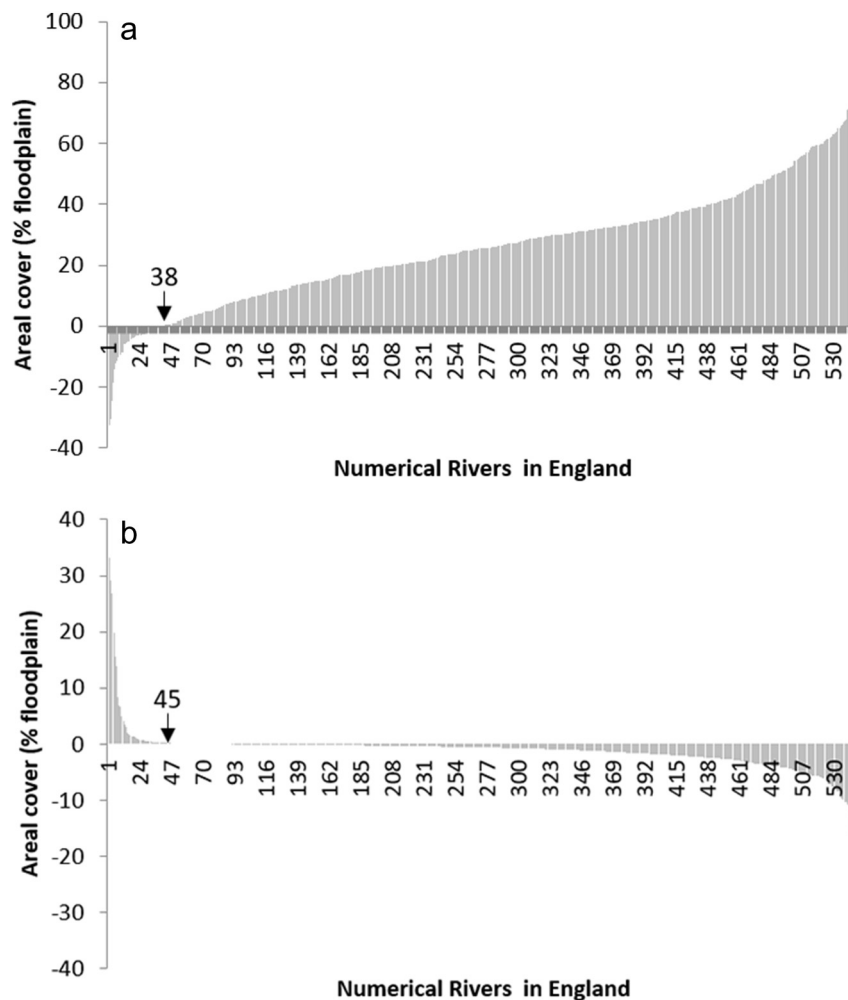 a
Areal cover (% floodplain)
100
80
60
40
20
0
-20
-40
38
1 24 47 70 93 116 139 162 185 208 231 254 277 300 323 346 369 392 415 438 461 484 507 530
Numerical Rivers in England
b
Areal cover (% floodplain)
40
30
20
10
0
-10
-20
-30
-40
45
1 24 47 70 93 116 139 162 185 208 231 254 277 300 323 346 369 392 415 438 461 484 507 530
Numerical Rivers in England